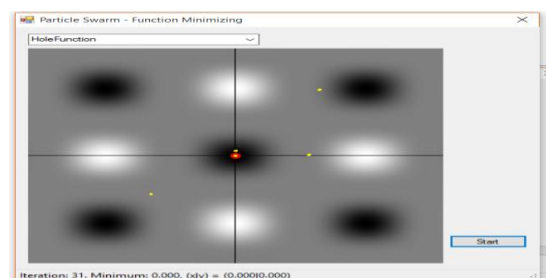 Particle Swarm - Function Minimizing
HoleFunction
Start
Iteration: 31, Minimum: 0.000, (x|y) = (0.000|0.000)